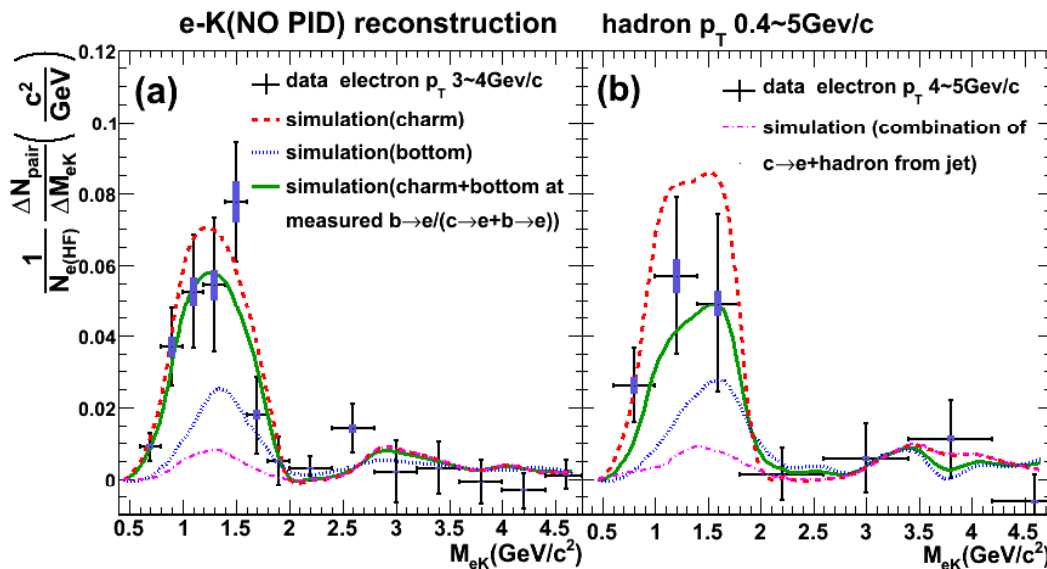 e-K(NO PID) reconstruction hadron p_T 0.4~5Gev/c
1/N_e(HF) ΔN_pair/ΔM_eK (c^2/GeV)
0.12
0.1
0.08
0.06
0.04
0.02
0
(a)
data electron p_T 3~4Gev/c
simulation(charm)
simulation(bottom)
simulation(charm+bottom at
measured b→e/(c→e+b→e))
0.5 1 1.5 2 2.5 3 3.5 4 4.5
M_eK(GeV/c^2)
(b)
data electron p_T 4~5Gev/c
simulation (combination of
c→e+hadron from jet)
0.5 1 1.5 2 2.5 3 3.5 4 4.5
M_eK(GeV/c^2)